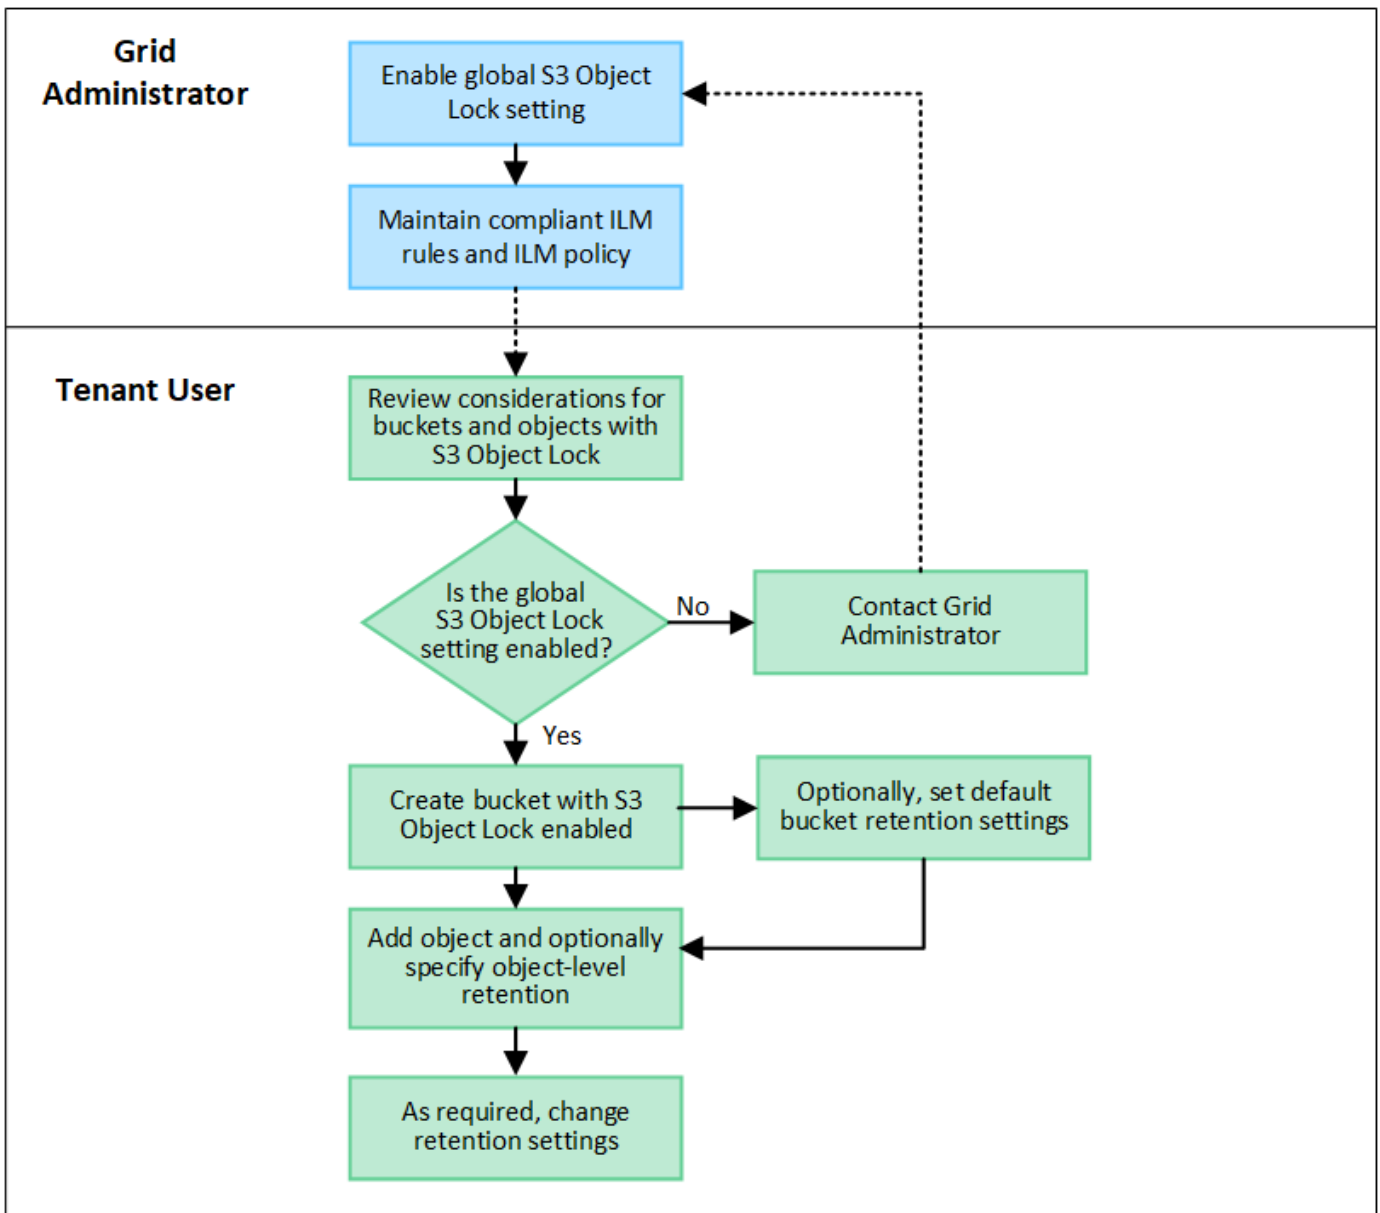 Grid
Administrator
Enable global S3 Object
Lock setting
Maintain compliant ILM
rules and ILM policy
Tenant User
Review considerations for
buckets and objects with
S3 Object Lock
Is the global
S3 Object Lock
setting enabled?
No
Contact Grid
Administrator
Yes
Create bucket with S3
Object Lock enabled
Optionally, set default
bucket retention settings
Add object and optionally
specify object-level
retention
As required, change
retention settings